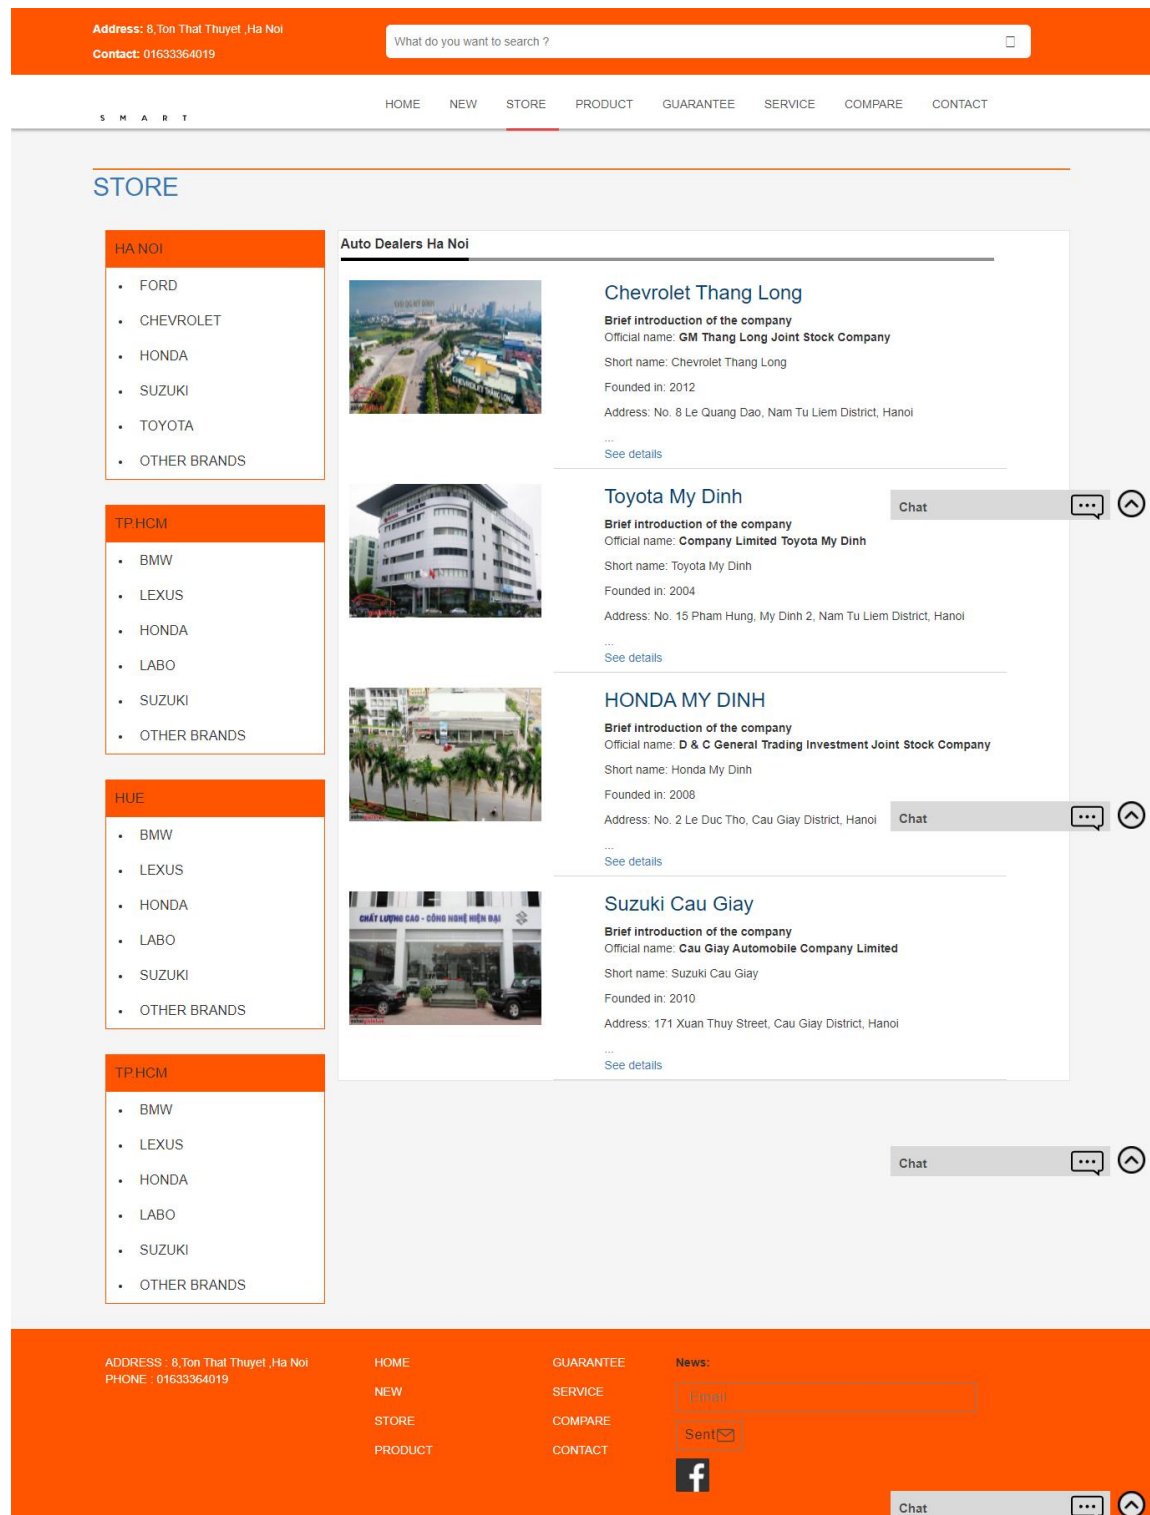 Address: 8,Ton That Thuyet ,Ha Noi
Contact: 01633364019
What do you want to search ?
SMART
HOME NEW STORE PRODUCT GUARANTEE SERVICE COMPARE CONTACT
STORE
HA NOI
• FORD
• CHEVROLET
• HONDA
• SUZUKI
• TOYOTA
• OTHER BRANDS
TP.HCM
• BMW
• LEXUS
• HONDA
• LABO
• SUZUKI
• OTHER BRANDS
HUE
• BMW
• LEXUS
• HONDA
• LABO
• SUZUKI
• OTHER BRANDS
TP.HCM
• BMW
• LEXUS
• HONDA
• LABO
• SUZUKI
• OTHER BRANDS
Auto Dealers Ha Noi
CHEVROLET THANG LONG
Chevrolet Thang Long
Brief introduction of the company
Official name: GM Thang Long Joint Stock Company
Short name: Chevrolet Thang Long
Founded in: 2012
Address: No. 8 Le Quang Dao, Nam Tu Liem District, Hanoi
...
See details
Toyota My Dinh
Brief introduction of the company
Official name: Company Limited Toyota My Dinh
Short name: Toyota My Dinh
Founded in: 2004
Address: No. 15 Pham Hung, My Dinh 2, Nam Tu Liem District, Hanoi
...
See details
Chat
HONDA MY DINH
Brief introduction of the company
Official name: D & C General Trading Investment Joint Stock Company
Short name: Honda My Dinh
Founded in: 2008
Address: No. 2 Le Duc Tho, Cau Giay District, Hanoi
...
See details
Chat
CHẤT LƯỢNG CAO - CÔNG NGHỆ HIỆN ĐẠI
Suzuki Cau Giay
Brief introduction of the company
Official name: Cau Giay Automobile Company Limited
Short name: Suzuki Cau Giay
Founded in: 2010
Address: 171 Xuan Thuy Street, Cau Giay District, Hanoi
...
See details
Chat
ADDRESS : 8,Ton That Thuyet ,Ha Noi
PHONE : 01633364019
HOME
NEW
STORE
PRODUCT
GUARANTEE
SERVICE
COMPARE
CONTACT
News:
Email
Sent
Chat